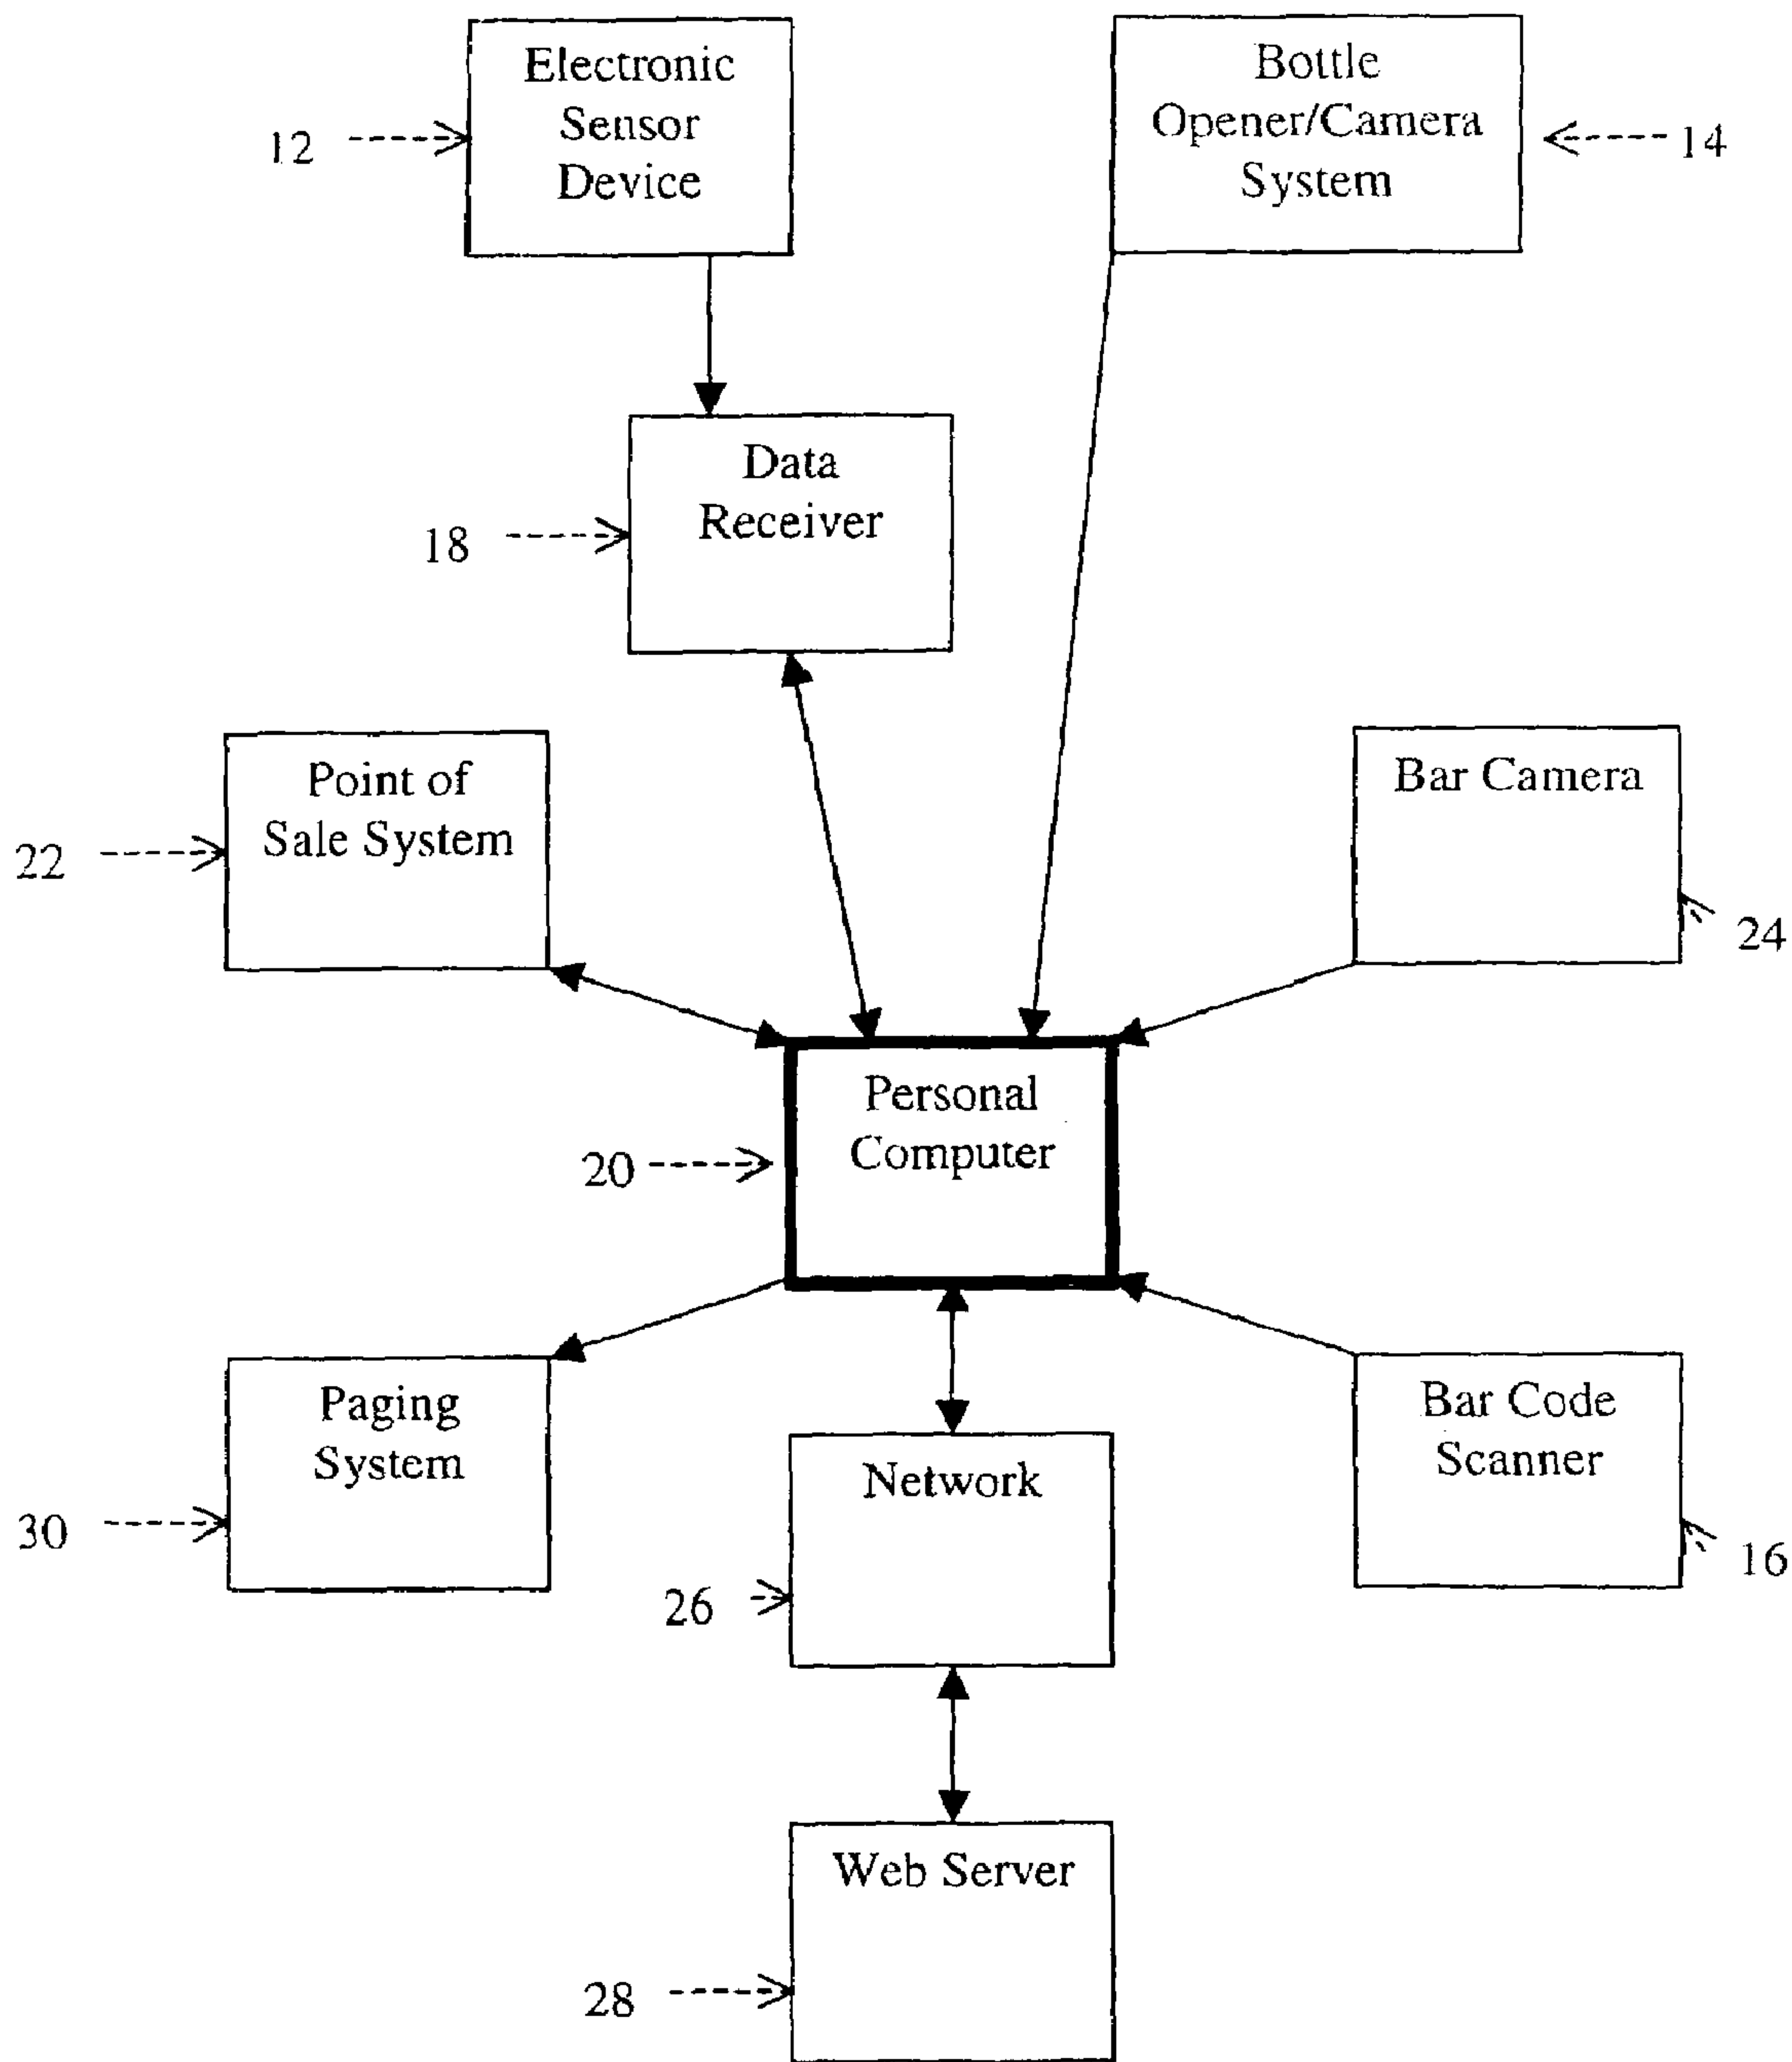 Electronic
Sensor
Device
12
Bottle
Opener/Camera
System
14
Data
Receiver
18
Point of
Sale System
22
Bar Camera
24
Personal
Computer
20
Paging
System
30
Network
26
Bar Code
Scanner
16
Web Server
28